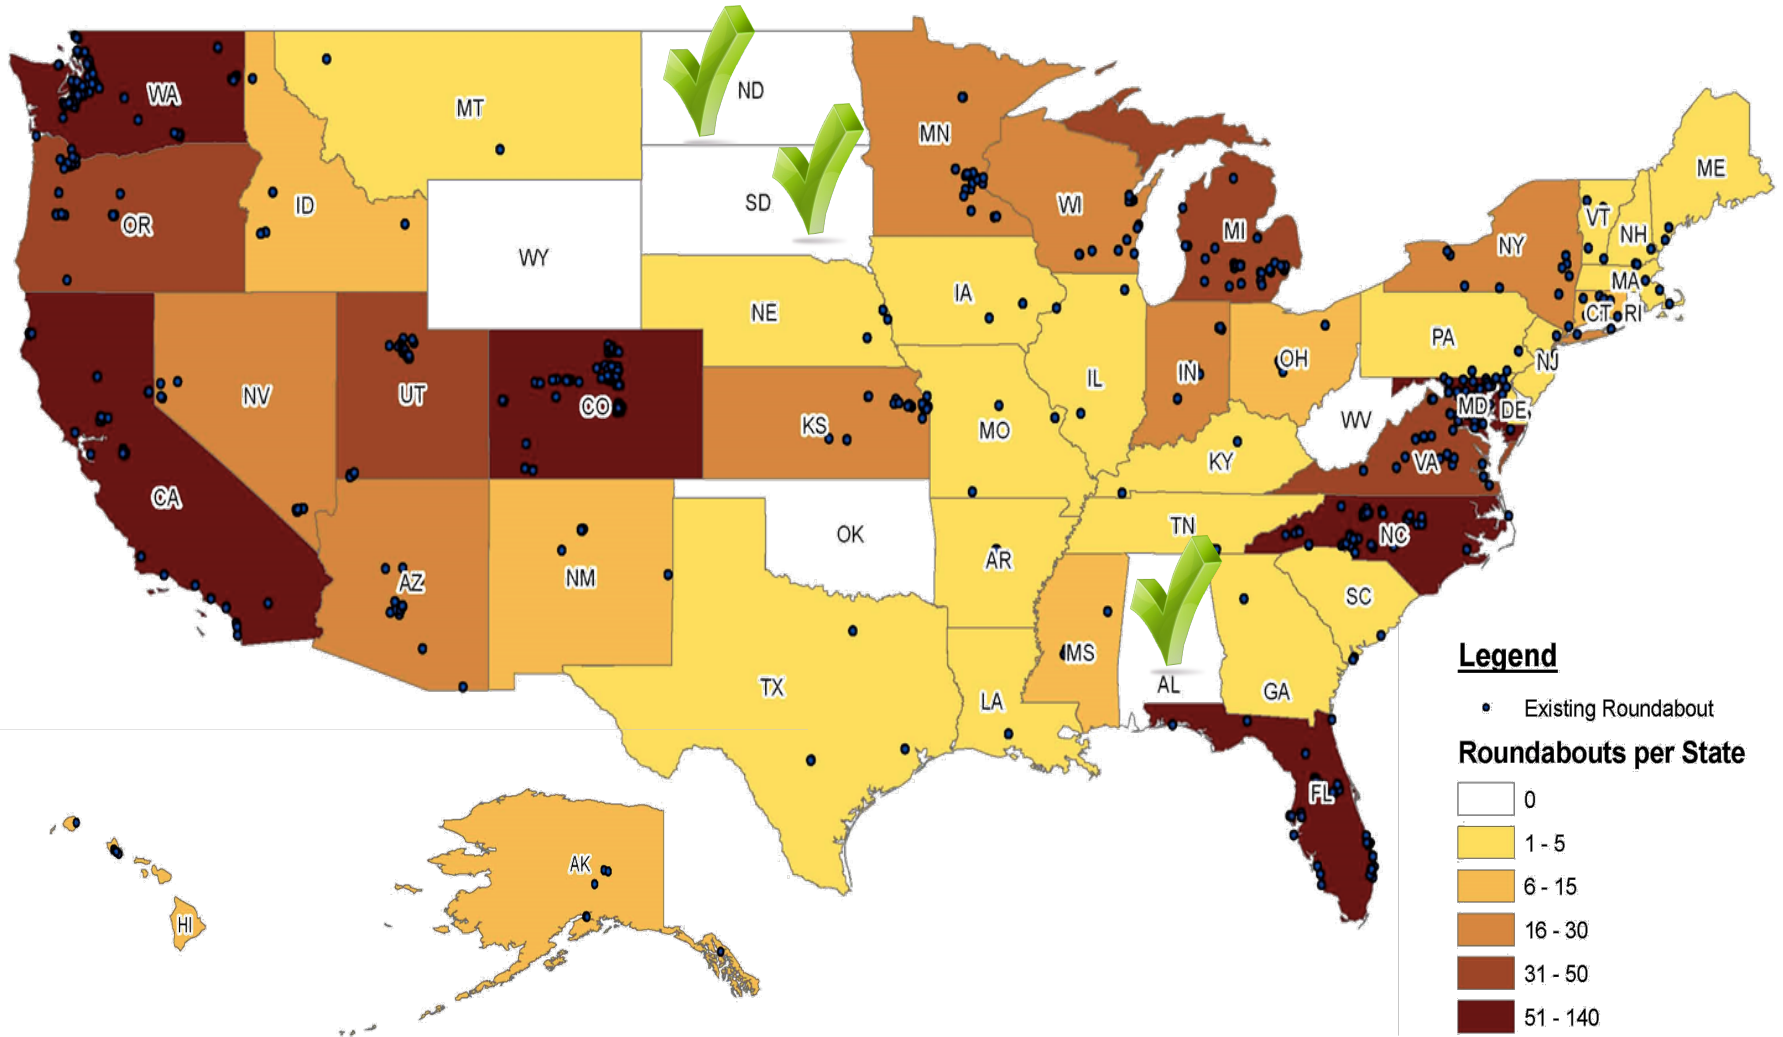 WA
MT
ND
MN
ME
OR
ID
SD
WI
MI
VT
NH
NY
WY
MA
IA
NE
CT
RI
PA
NJ
OH
IN
IL
NV
UT
CO
MD
DE
KS
MO
WV
KY
VA
CA
TN
NC
OK
AR
AZ
NM
SC
MS
AL
GA
TX
LA
FL
AK
HI
Legend
Existing Roundabout
Roundabouts per State
0
1 - 5
6 - 15
16 - 30
31 - 50
51 - 140